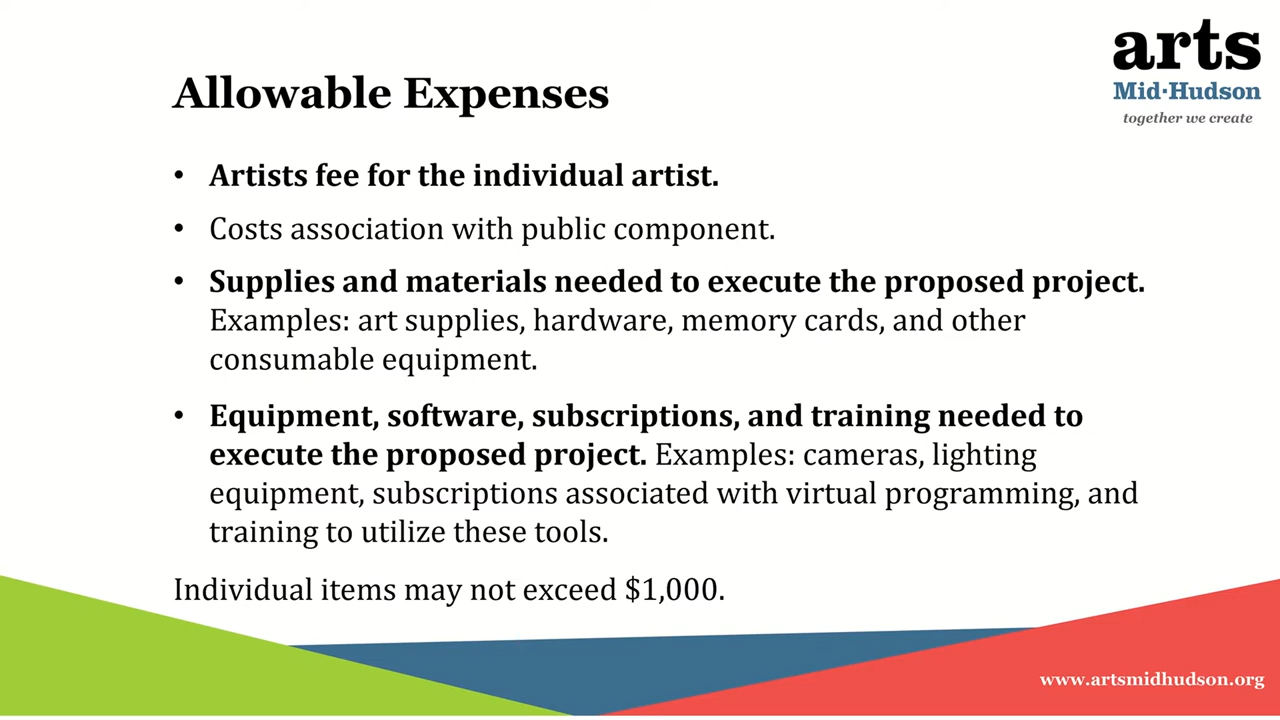 arts
Mid·Hudson
together we create
Allowable Expenses
• Artists fee for the individual artist.
• Costs association with public component.
• Supplies and materials needed to execute the proposed project.
Examples: art supplies, hardware, memory cards, and other
consumable equipment.
• Equipment, software, subscriptions, and training needed to
execute the proposed project. Examples: cameras, lighting
equipment, subscriptions associated with virtual programming, and
training to utilize these tools.
Individual items may not exceed $1,000.
www.artsmidhudson.org